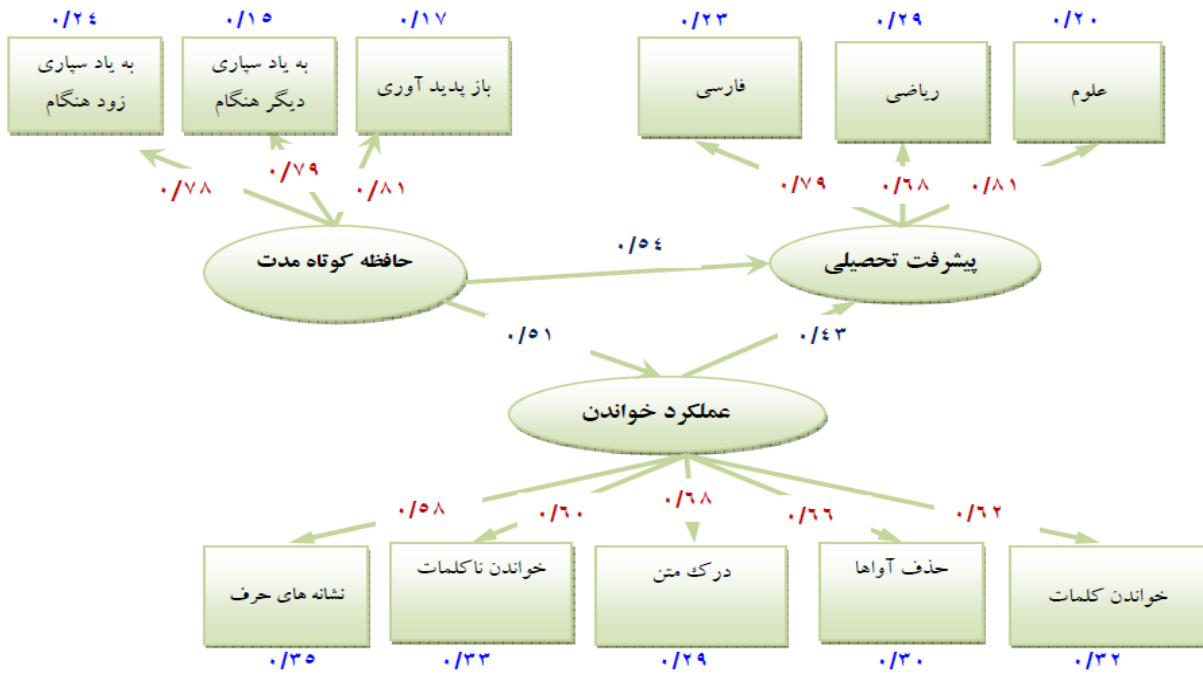 ۰/۲۴
۰/۱۵
۰/۱۷
۰/۲۳
۰/۲۹
۰/۲۰
به یاد سپاری
زود هنگام
به یاد سپاری
دیگر هنگام
باز پدید آوری
فارسی
ریاضی
علوم
۰/۷۸
۰/۷۹
۰/۸۱
۰/۷۹
۰/۶۸
۰/۸۱
حافظه کوتاه مدت
۰/۵٤
پیشرفت تحصیلی
۰/۵۱
۰/٤۳
عملکرد خواندن
۰/۵۸
۰/۶۰
۰/۶۸
۰/۶۶
۰/۶۲
نشانه های حرف
خواندن ناکلمات
درک متن
حذف آواها
خواندن کلمات
۰/۳۵
۰/۳۳
۰/۲۹
۰/۳۰
۰/۳۲